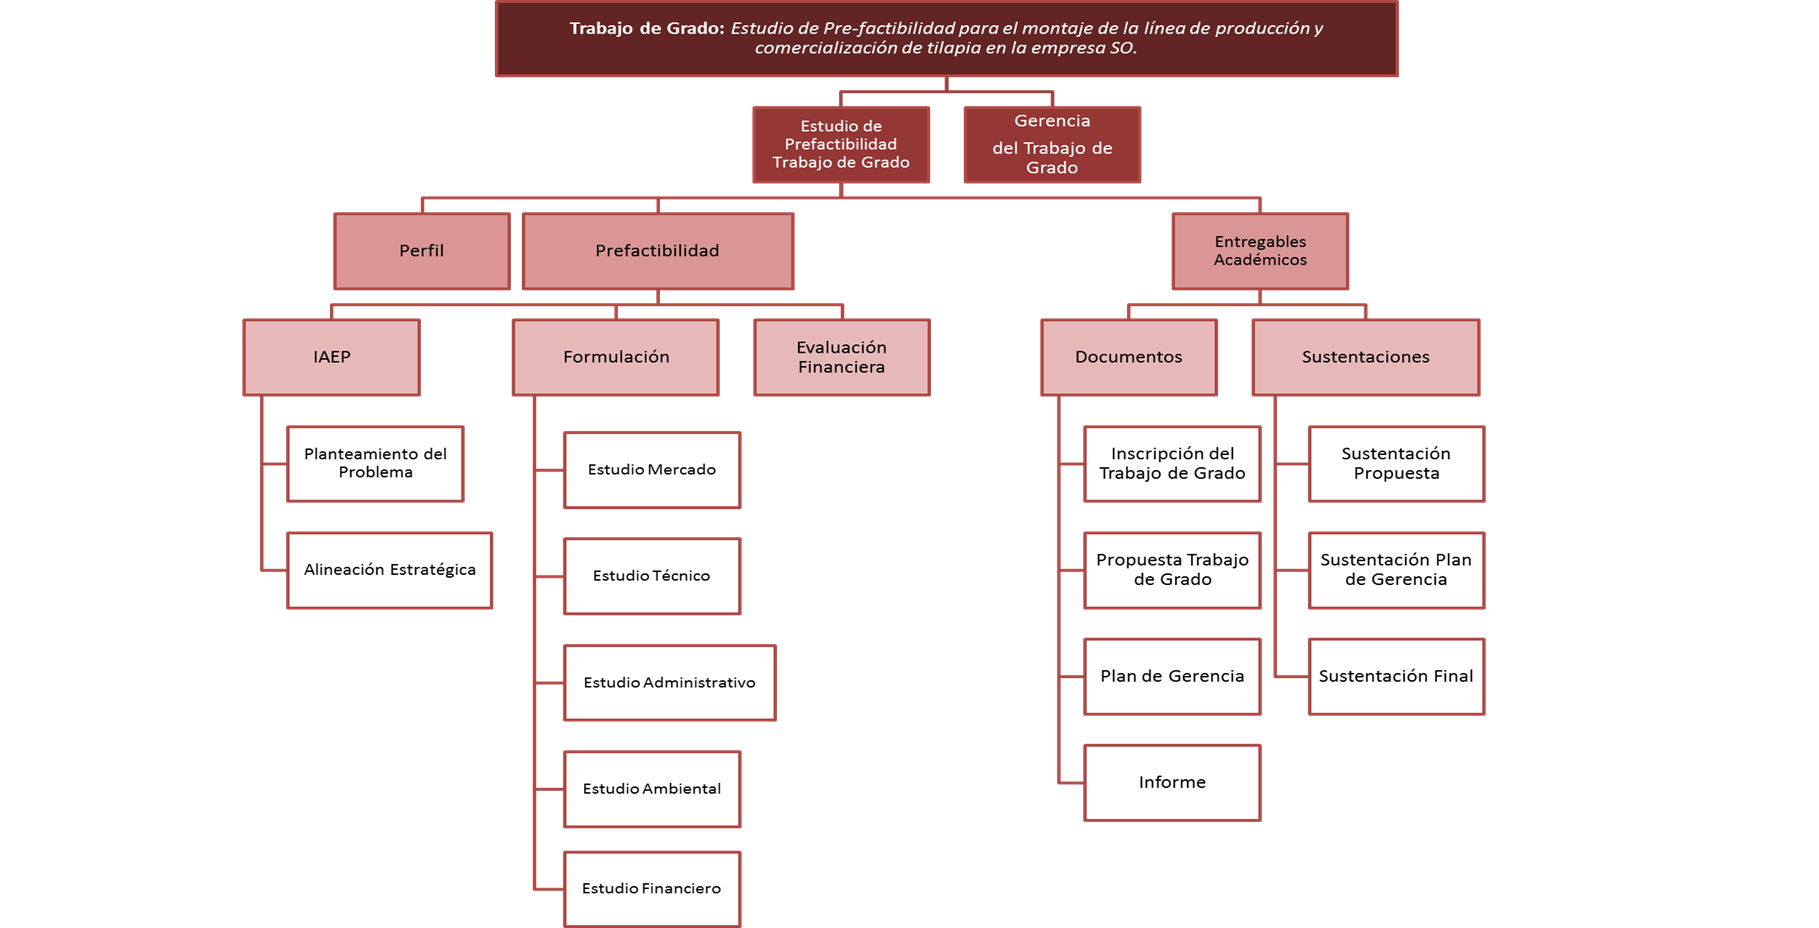 Trabajo de Grado: Estudio de Pre-factibilidad para el montaje de la línea de producción y
comercialización de tilapia en la empresa SO.
Estudio de
Prefactibilidad
Trabajo de Grado
Gerencia
del Trabajo de
Grado
Perfil
Prefactibilidad
Entregables
Académicos
IAEP
Formulación
Evaluación
Financiera
Documentos
Sustentaciones
Planteamiento del
Problema
Alineación Estratégica
Estudio Mercado
Estudio Técnico
Estudio Administrativo
Estudio Ambiental
Estudio Financiero
Inscripción del
Trabajo de Grado
Propuesta Trabajo
de Grado
Plan de Gerencia
Informe
Sustentación
Propuesta
Sustentación Plan
de Gerencia
Sustentación Final